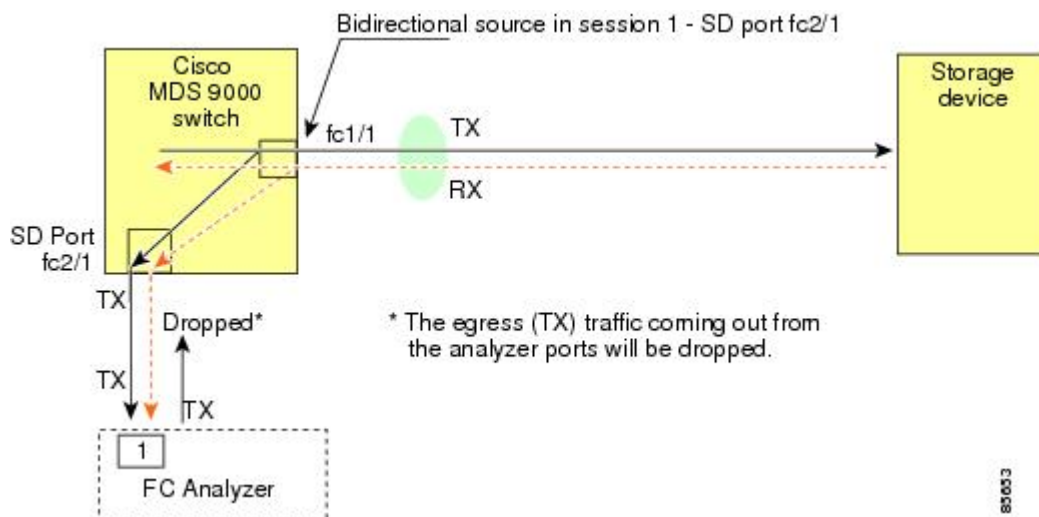 Bidirectional source in session 1 - SD port fc2/1
Cisco
MDS 9000
switch
Storage
device
fc1/1
TX
RX
SD Port
fc2/1
TX
Dropped*
* The egress (TX) traffic coming out from
the analyzer ports will be dropped.
TX
TX
1
FC Analyzer
85653